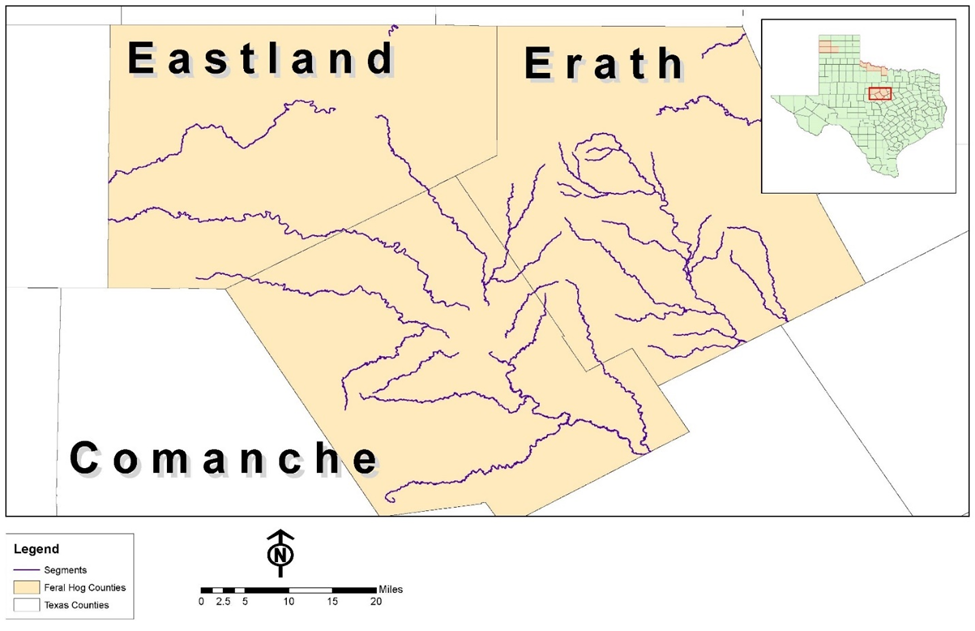 Eastland
Erath
Comanche
Legend
Segments
Feral Hog Counties
Texas Counties
N
Miles
0 2.5 5 10 15 20